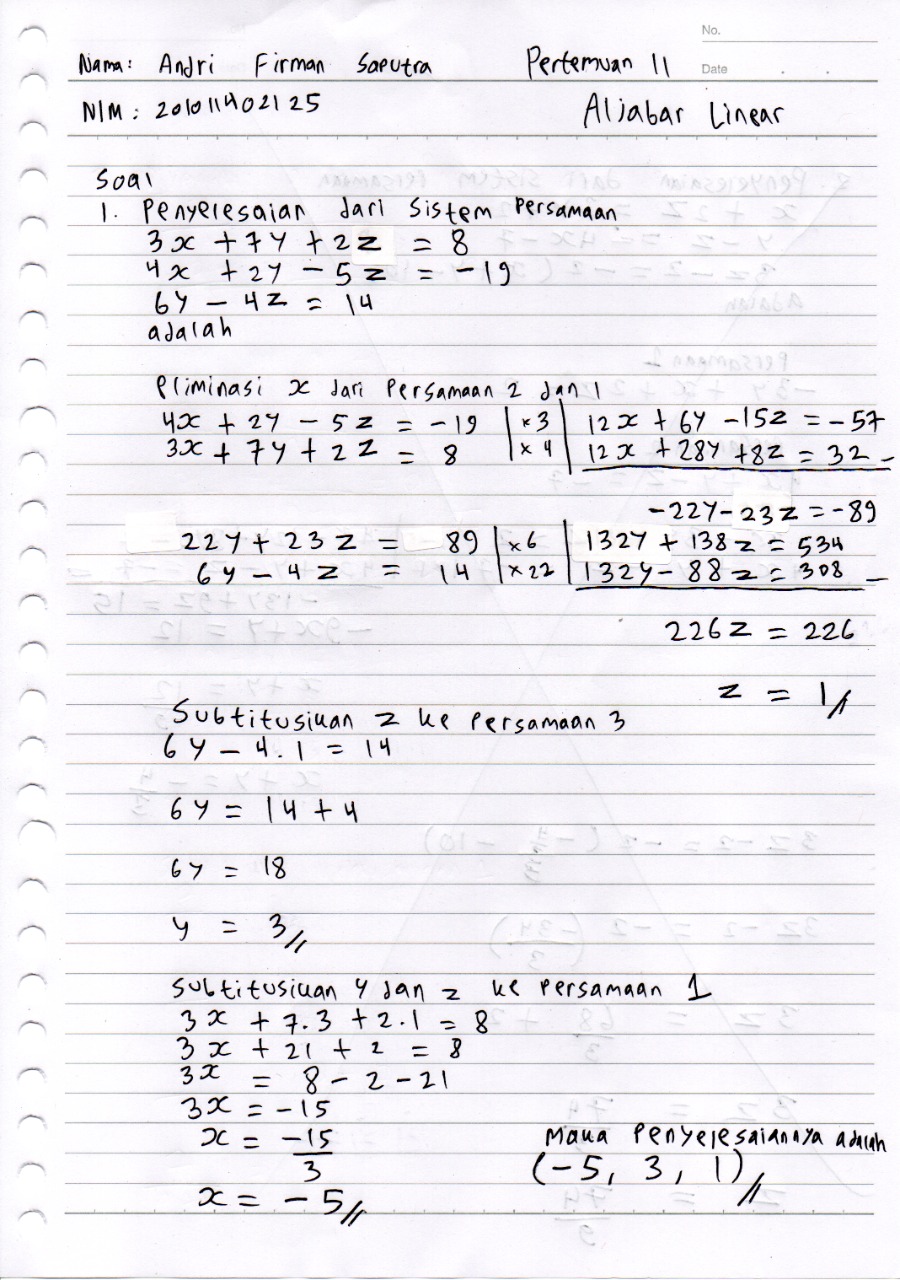 No.
Nama: Andri Firman Saputra Pertemuan 11
Date
NIM: 201011402125 Aljabar Linear
Soal
1. Penyelesaian dari Sistem Persamaan
3x + 7y + 2z = 8
4x + 2y - 5z = -19
6y - 4z = 14
adalah
Eliminasi x dari Persamaan 2 dan 1
4x + 2y - 5z = -19 | x3 | 12x + 6y - 15z = -57
3x + 7y + 2z = 8 | x 4 | 12x + 28y + 8z = 32 -
-22y - 23z = -89
22y + 23z = 89 | x6 | 132y + 138z = 534
6y - 4z = 14 | x22 | 132y - 88z = 308 -
226z = 226
z = 1//
Subtitusikan z ke persamaan 3
6y - 4.1 = 14
6y = 14 + 4
6y = 18
y = 3//
Subtitusikan y dan z ke Persamaan 1
3x + 7.3 + 2.1 = 8
3x + 21 + 2 = 8
3x = 8 - 2 - 21
3x = -15
x = -15/3
x = -5//
Maka Penyelesaiannya adalah
(-5, 3, 1)//